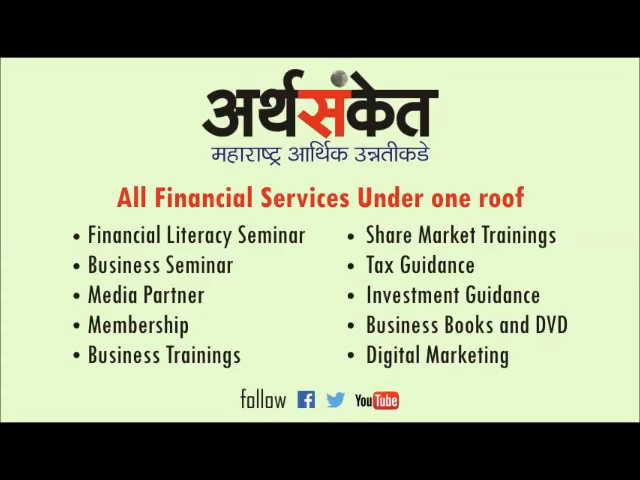 अर्थसंकेत
महाराष्ट्र आर्थिक उन्नतीकडे
All Financial Services Under one roof
• Financial Literacy Seminar
• Business Seminar
• Media Partner
• Membership
• Business Trainings
• Share Market Trainings
• Tax Guidance
• Investment Guidance
• Business Books and DVD
• Digital Marketing
follow f YouTube